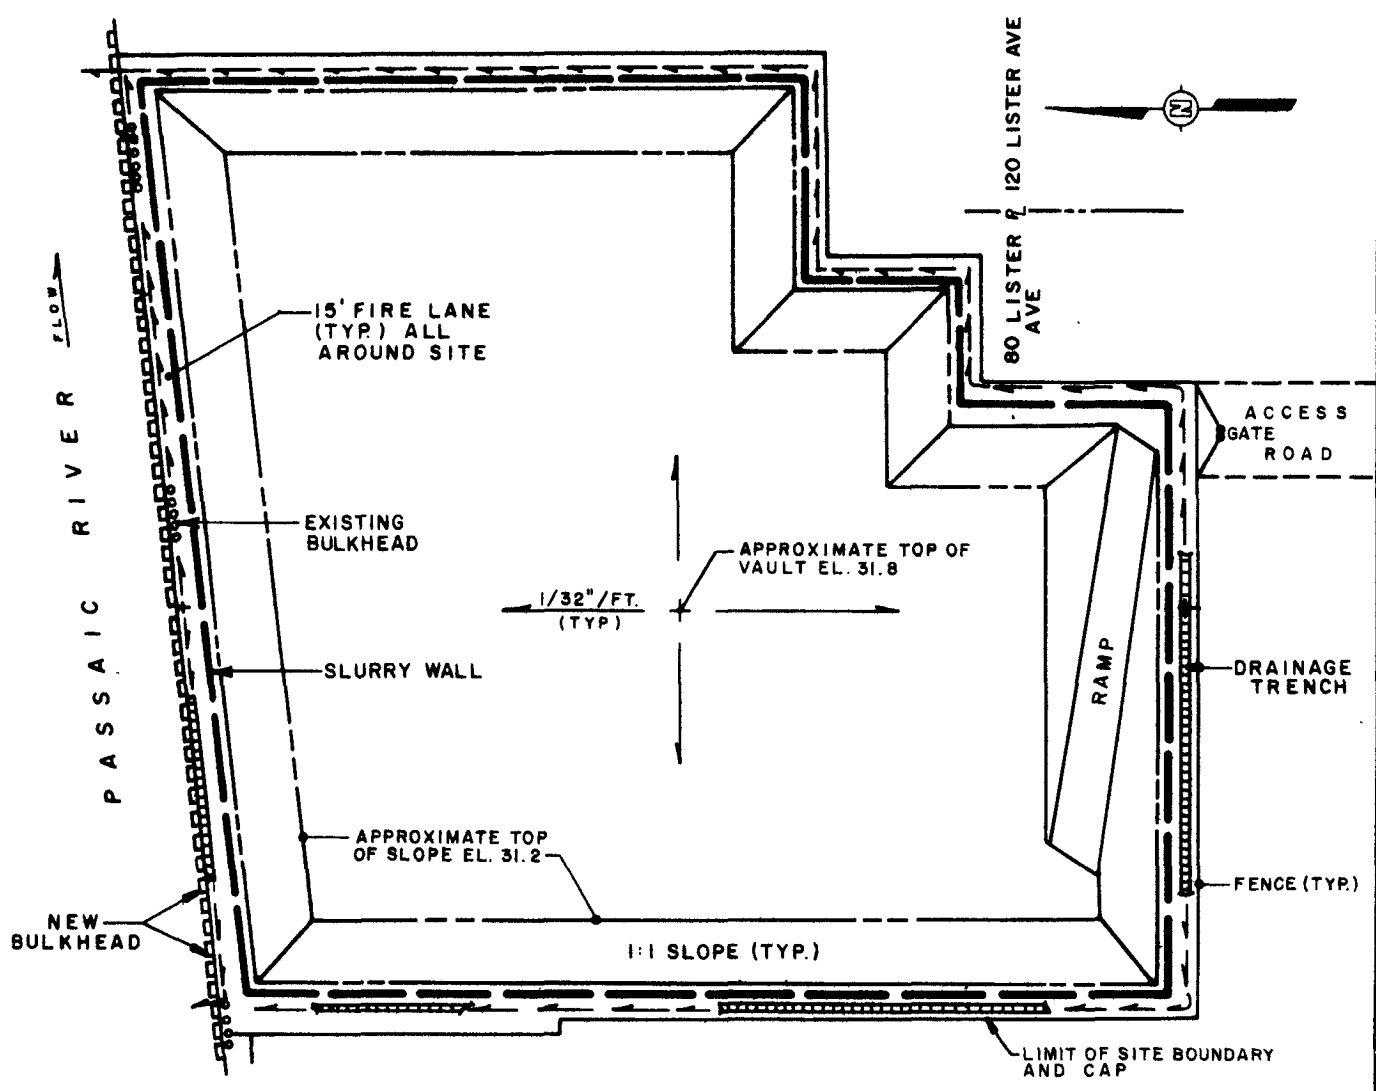 120 LISTER AVE
80 LISTER
AVE
PL
N
FLOW
PASSAIC RIVER
15' FIRE LANE
(TYP.) ALL
AROUND SITE
ACCESS
GATE
ROAD
EXISTING
BULKHEAD
APPROXIMATE TOP OF
VAULT EL. 31.8
1/32"/FT.
(TYP)
SLURRY WALL
RAMP
DRAINAGE
TRENCH
APPROXIMATE TOP
OF SLOPE EL. 31.2
FENCE (TYP.)
NEW
BULKHEAD
1:1 SLOPE (TYP.)
LIMIT OF SITE BOUNDARY
AND CAP